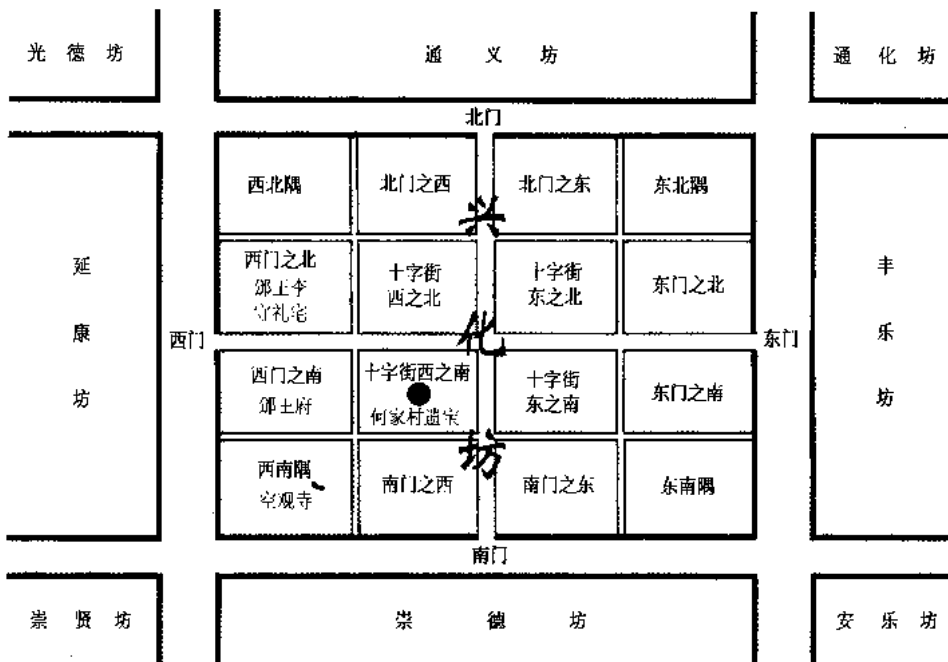 光德坊
通义坊
通化坊
北门
西北隅
北门之西
北门之东
东北隅
兴化坊
延康坊
西门之北
邠王李
守礼宅
十字街
西之北
十字街
东之北
东门之北
丰乐坊
西门
东门
西门之南
邠王府
十字街西之南
何家村遗宝
十字街
东之南
东门之南
西南隅
空观寺
南门之西
南门之东
东南隅
南门
崇贤坊
崇德坊
安乐坊